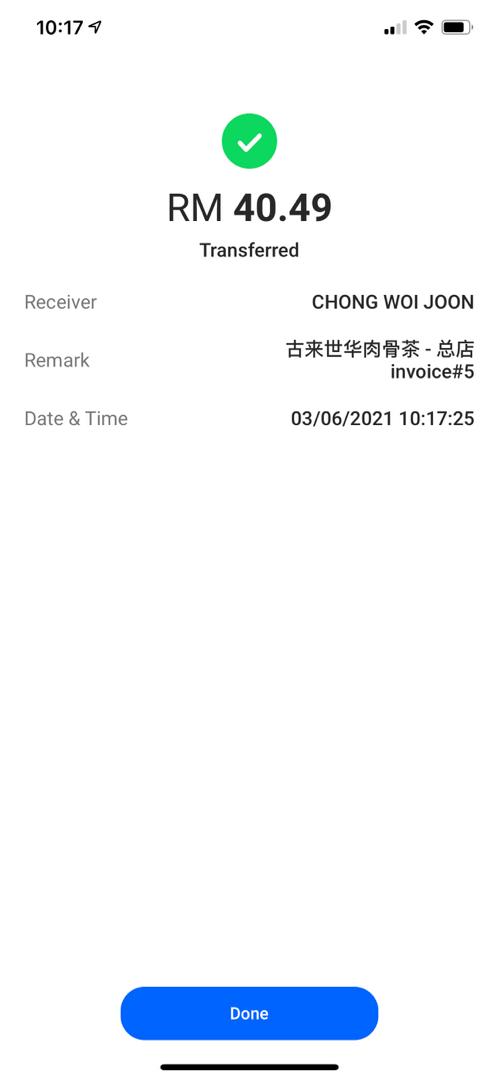 10:17
RM 40.49
Transferred
Receiver CHONG WOI JOON
Remark 古来世华肉骨茶 - 总店
invoice#5
Date & Time 03/06/2021 10:17:25
Done